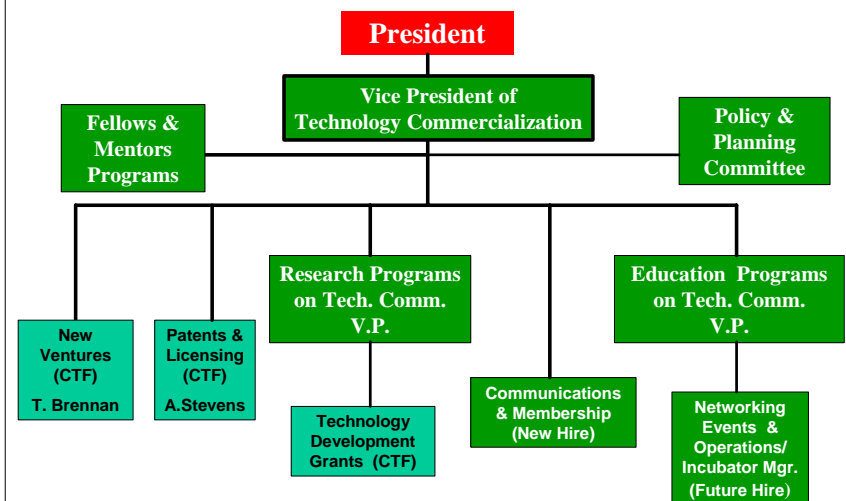 President
Vice President of
Technology Commercialization
Fellows &
Mentors
Programs
Policy &
Planning
Committee
Research Programs
on Tech. Comm.
V.P.
Education Programs
on Tech. Comm.
V.P.
New
Ventures
(CTF)
T. Brennan
Patents &
Licensing
(CTF)
A.Stevens
Technology
Development
Grants (CTF)
Communications
& Membership
(New Hire)
Networking
Events &
Operations/
Incubator Mgr.
(Future Hire)